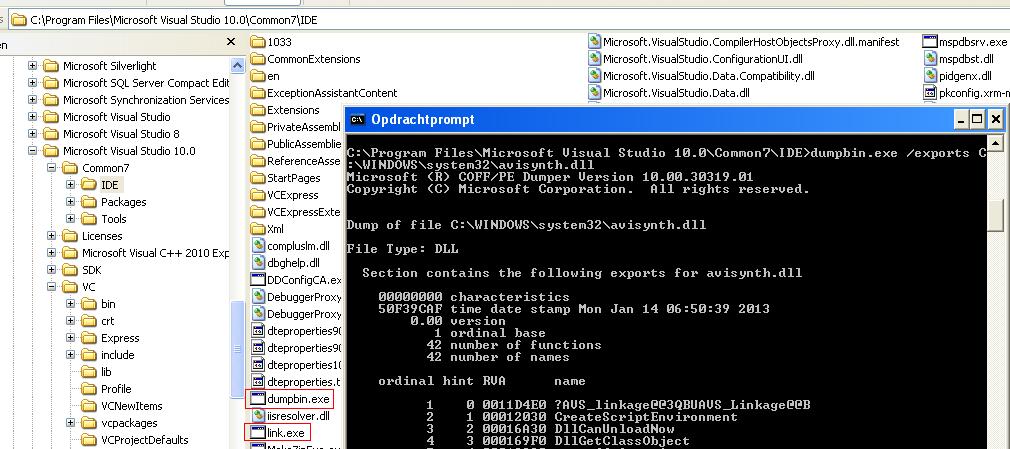 C:\Program Files\Microsoft Visual Studio 10.0\Common7\IDE
en
Microsoft Silverlight
Microsoft SQL Server Compact Edit
Microsoft Synchronization Services
Microsoft Visual Studio
Microsoft Visual Studio 8
Microsoft Visual Studio 10.0
Common7
IDE
Packages
Tools
Licenses
Microsoft Visual C++ 2010 Exp
SDK
VC
bin
crt
Express
include
lib
Profile
VCNewItems
vcpackages
VCProjectDefaults
1033
CommonExtensions
en
ExceptionAssistantContent
Extensions
PrivateAssembl
PublicAssemblie
ReferenceAsse
StartPages
VCExpress
VCExpressExte
Xml
compluslm.dll
dbghelp.dll
DDConfigCA.ex
DebuggerProxy
DebuggerProxy
dteproperties90
dteproperties90
dteproperties10
dteproperties.t
dumpbin.exe
iisresolver.dll
link.exe
Microsoft.VisualStudio.CompilerHostObjectsProxy.dll.manifest
Microsoft.VisualStudio.ConfigurationUI.dll
Microsoft.VisualStudio.Data.Compatibility.dll
Microsoft.VisualStudio.Data.dll
mspdbsrv.exe
mspdbst.dll
pidgenx.dll
pkconfig.xrm-m
Opdrachtprompt
C:\Program Files\Microsoft Visual Studio 10.0\Common7\IDE>dumpbin.exe /exports C
:\WINDOWS\system32\avisynth.dll
Microsoft (R) COFF/PE Dumper Version 10.00.30319.01
Copyright (C) Microsoft Corporation.  All rights reserved.
Dump of file C:\WINDOWS\system32\avisynth.dll
File Type: DLL
Section contains the following exports for avisynth.dll
00000000 characteristics
50F39CAF time date stamp Mon Jan 14 06:50:39 2013
0.00 version
1 ordinal base
42 number of functions
42 number of names
ordinal hint RVA      name
1    0 0011D4E0 ?AVS_linkage@@3QBUAVS_Linkage@@B
2    1 00012030 CreateScriptEnvironment
3    2 00016A30 DllCanUnloadNow
4    3 000169F0 DllGetClassObject